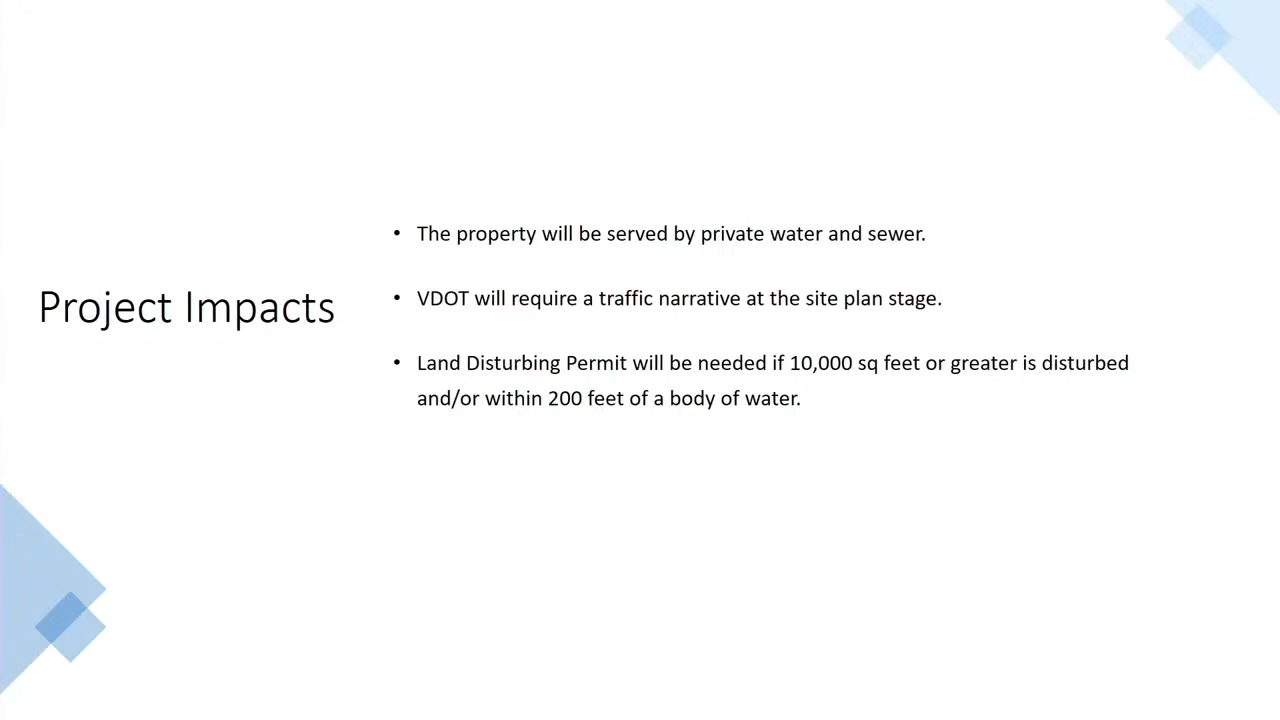 Project Impacts
• The property will be served by private water and sewer.
• VDOT will require a traffic narrative at the site plan stage.
• Land Disturbing Permit will be needed if 10,000 sq feet or greater is disturbed
and/or within 200 feet of a body of water.